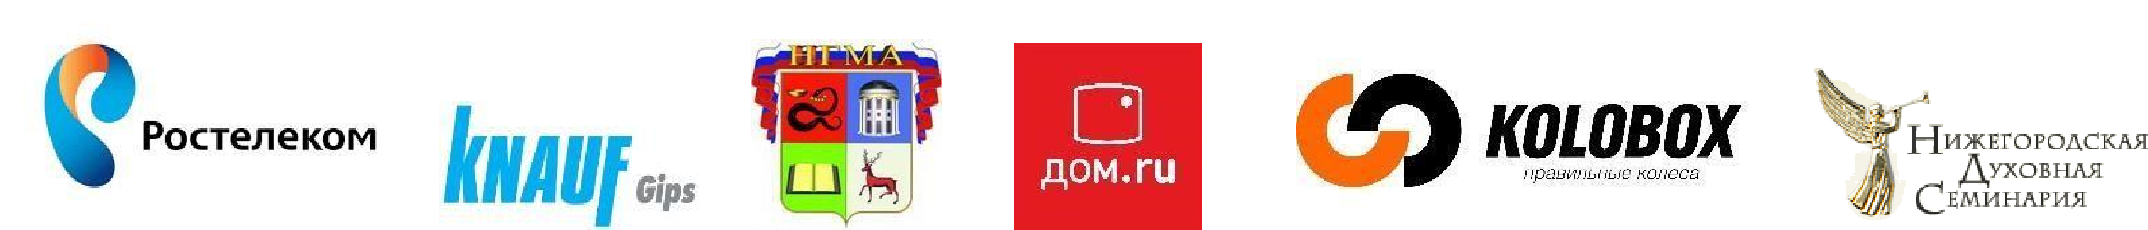 Ростелеком
KNAUF Gips
НГМА
дом.ru
KOLOBOX
правильные колеса
НИЖЕГОРОДСКАЯ
ДУХОВНАЯ
СЕМИНАРИЯ